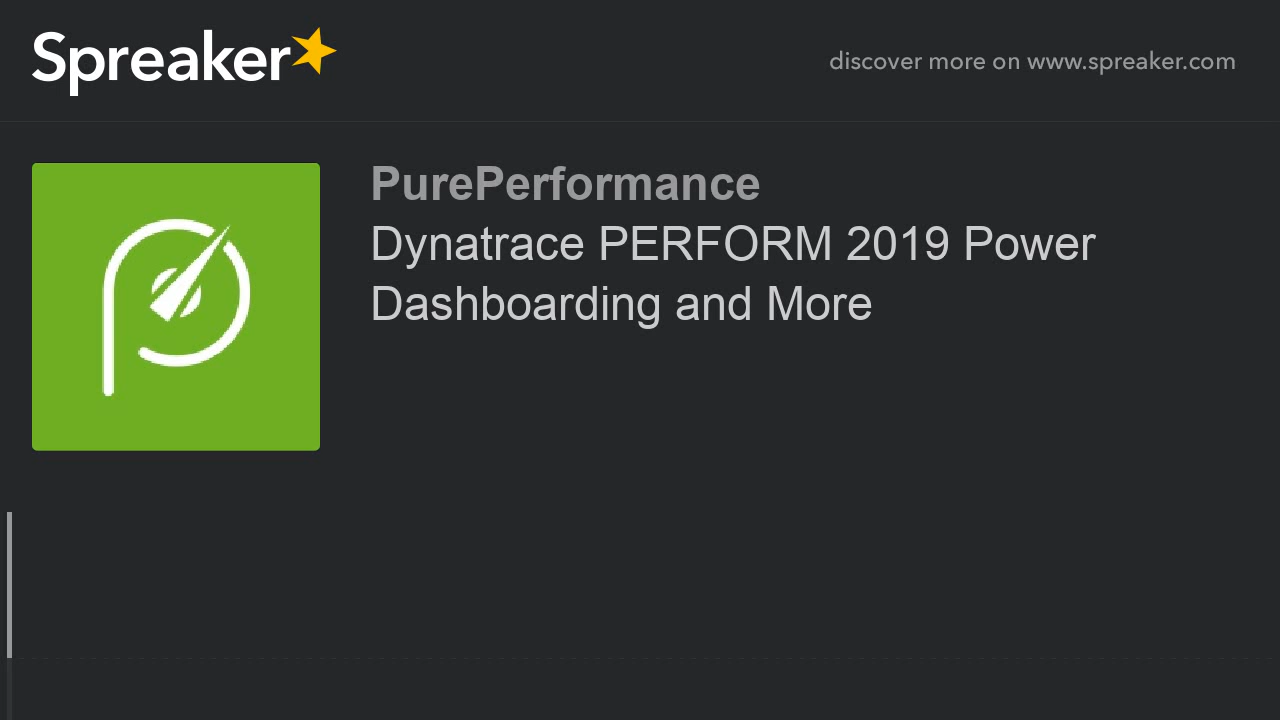 Spreaker
discover more on www.spreaker.com
PurePerformance
Dynatrace PERFORM 2019 Power
Dashboarding and More